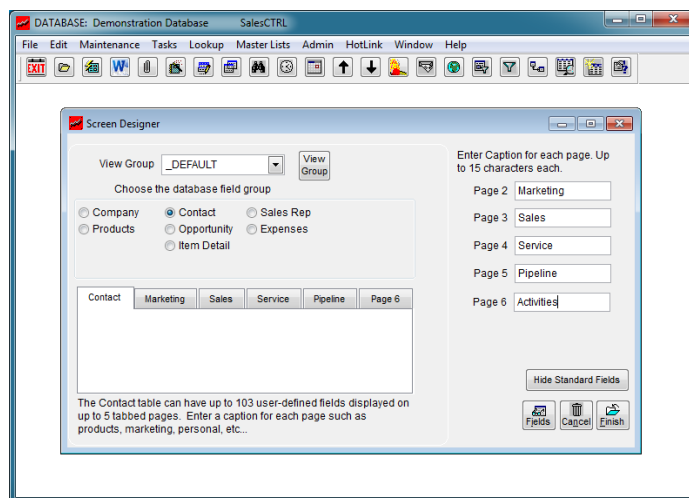 DATABASE: Demonstration Database SalesCTRL
File Edit Maintenance Tasks Lookup Master Lists Admin HotLink Window Help
EXIT W
Screen Designer
View Group _DEFAULT View Group
Choose the database field group
Company Contact Sales Rep
Products Opportunity Expenses
Item Detail
Contact Marketing Sales Service Pipeline Page 6
The Contact table can have up to 103 user-defined fields displayed on
up to 5 tabbed pages. Enter a caption for each page such as
products, marketing, personal, etc...
Enter Caption for each page. Up
to 15 characters each.
Page 2 Marketing
Page 3 Sales
Page 4 Service
Page 5 Pipeline
Page 6 Activities
Hide Standard Fields
Fields Cancel Finish